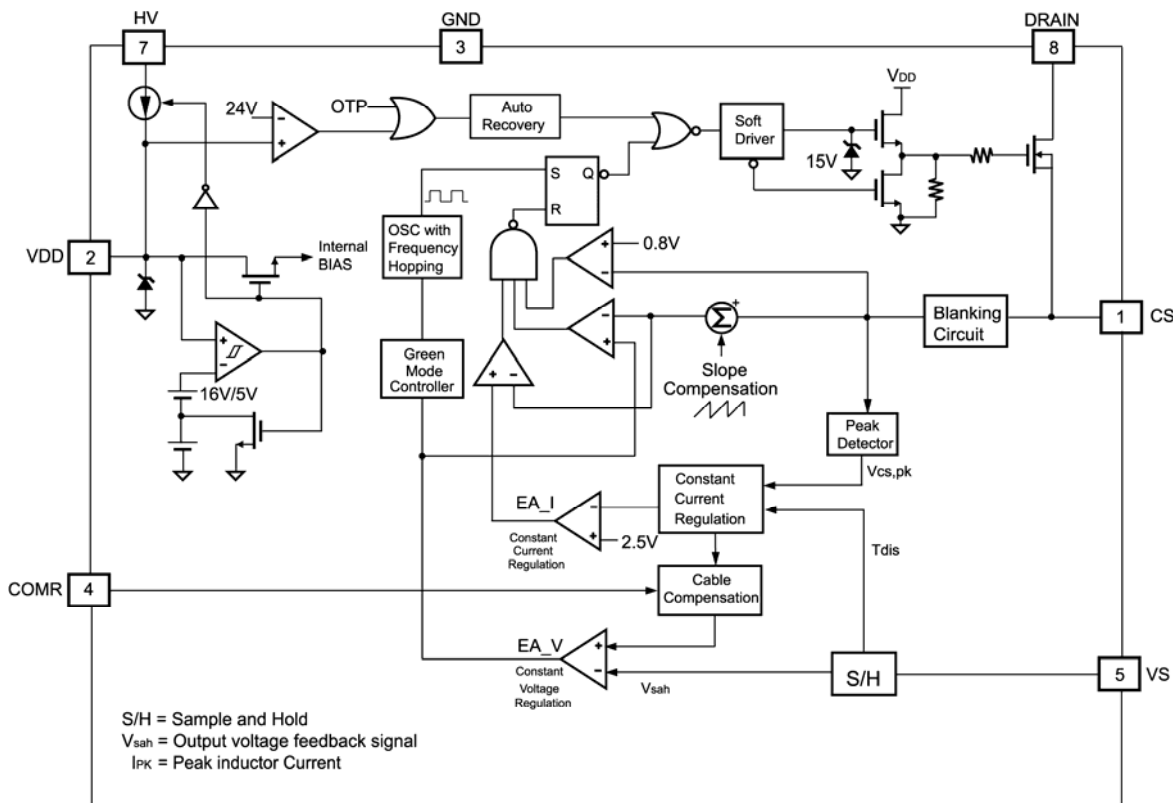 HV
GND
DRAIN
7
3
8
VDD
24V
OTP
Auto
Recovery
Soft
Driver
15V
S
Q
R
OSC with
Frequency
Hopping
0.8V
VDD
2
Internal
BIAS
1
CS
Blanking
Circuit
Σ
+
Slope
Compensation
Green
Mode
Controller
16V/5V
Peak
Detector
Vcs,pk
Constant
Current
Regulation
EA_I
2.5V
Constant
Current
Regulation
Tdis
COMR
4
Cable
Compensation
EA_V
Constant
Voltage
Regulation
Vsah
S/H
5
VS
S/H = Sample and Hold
Vsah = Output voltage feedback signal
IPK = Peak inductor Current